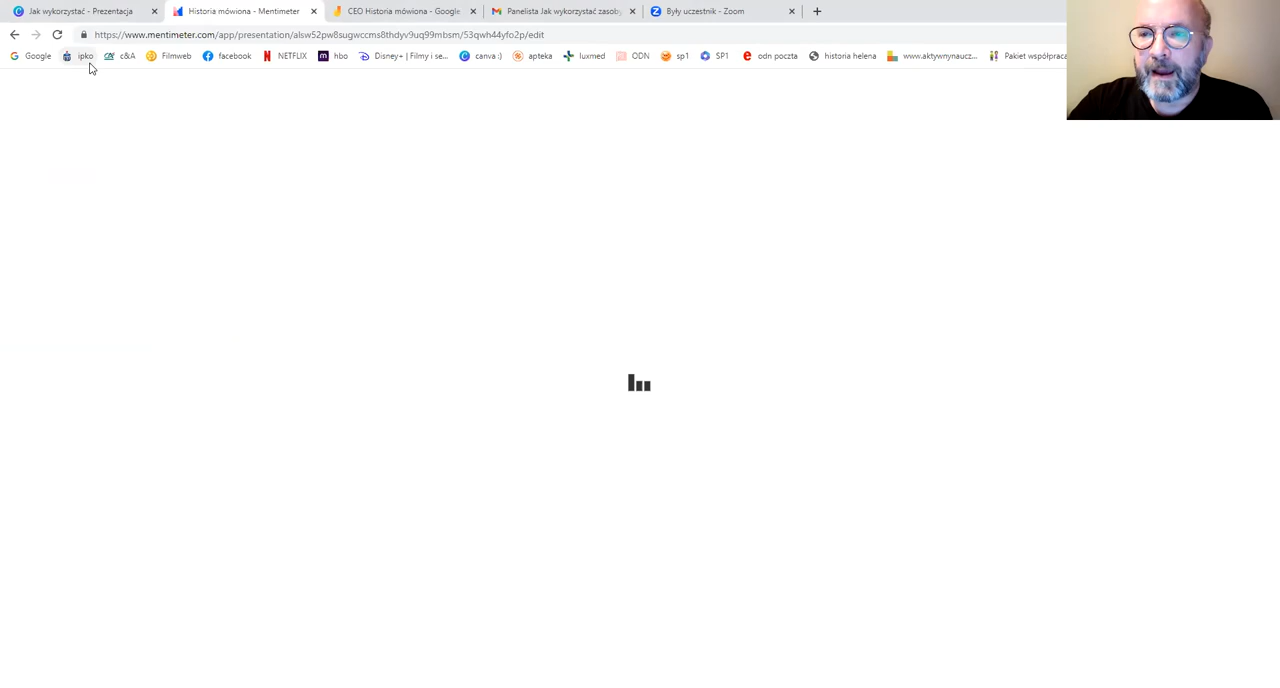 Jak wykorzystać - Prezentacja
Historia mówiona - Mentimeter
CEO Historia mówiona - Google
Panelista Jak wykorzystać zasoby
Były uczestnik - Zoom
https://www.mentimeter.com/app/presentation/alsw52pw8sugwccms8thdyv9uq99mbsm/53qwh44yfo2p/edit
Google ipko c&A Filmweb facebook NETFLIX hbo Disney+ | Filmy i se... canva :) apteka luxmed ODN sp1 SP1 odn poczta historia helena www.aktywnynaucz... Pakiet współpraca